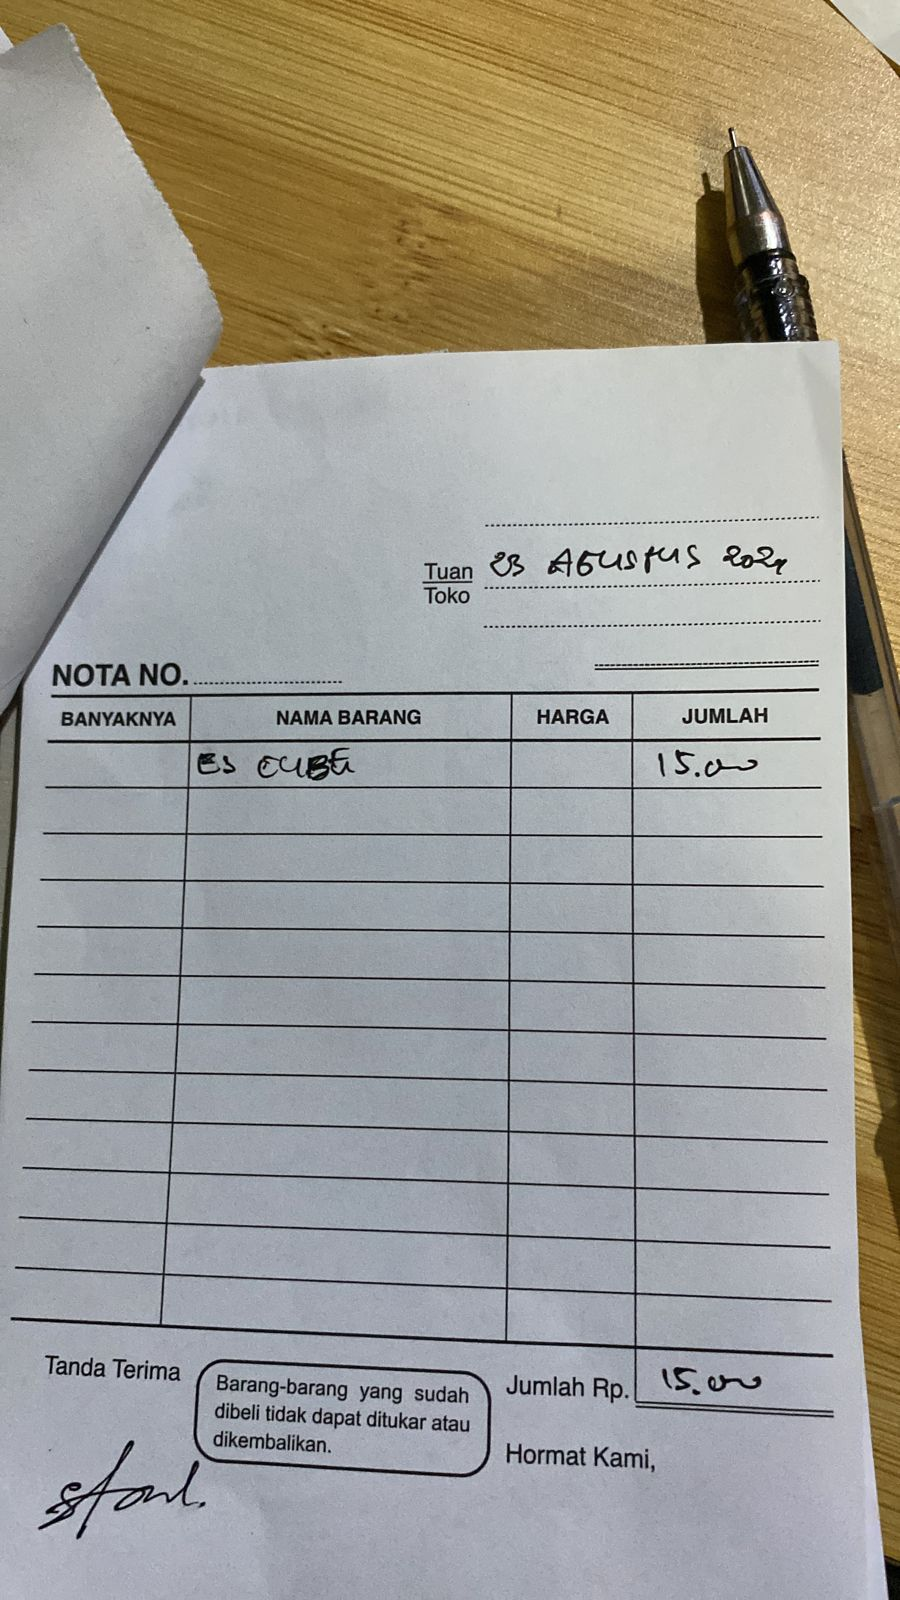 23 AGUSTUS 2024
Tuan
Toko
NOTA NO.
BANYAKNYA NAMA BARANG HARGA JUMLAH
ES CUBE 15.000
Tanda Terima
Barang-barang yang sudah
dibeli tidak dapat ditukar atau
dikembalikan.
Jumlah Rp. 15.000
Hormat Kami,